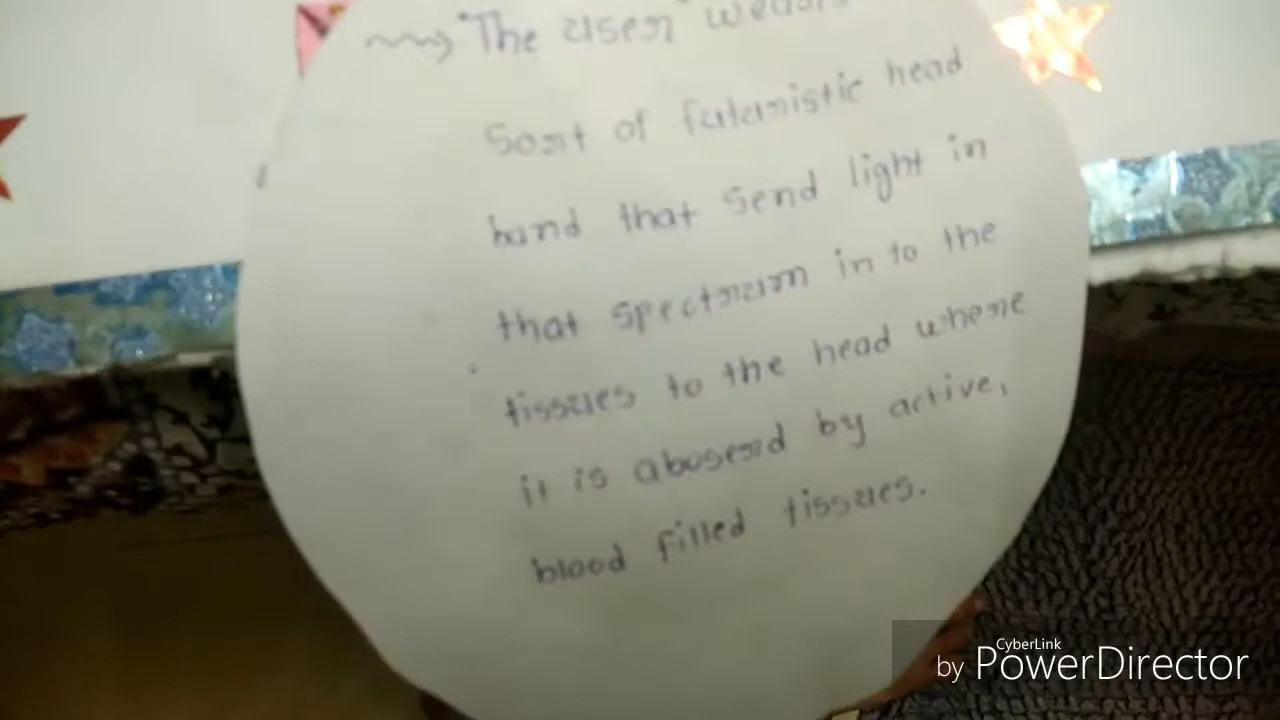 The user wears
Sort of futuristic head
band that send light in
that spectrum in to the
tissues to the head where
it is abuserd by active,
blood filled tissues.
CyberLink
by PowerDirector